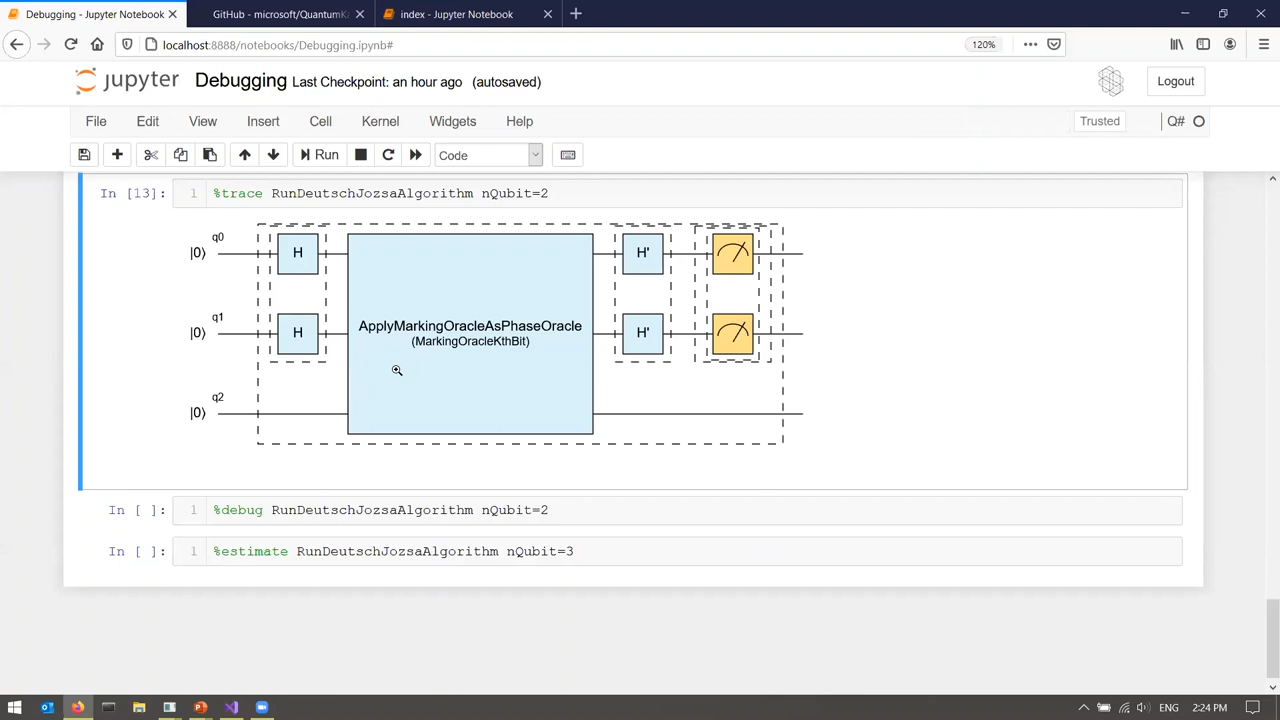 Debugging - Jupyter Notebook
GitHub - microsoft/QuantumKa
index - Jupyter Notebook
localhost:8888/notebooks/Debugging.ipynb#
120%
jupyter Debugging Last Checkpoint: an hour ago (autosaved)
Logout
File Edit View Insert Cell Kernel Widgets Help
Trusted
Q#
Run
Code
In [13]: 1 %trace RunDeutschJozsaAlgorithm nQubit=2
q0
|0⟩ H H'
ApplyMarkingOracleAsPhaseOracle
(MarkingOracleKthBit)
q1
|0⟩ H H'
q2
|0⟩
In [ ]: 1 %debug RunDeutschJozsaAlgorithm nQubit=2
In [ ]: 1 %estimate RunDeutschJozsaAlgorithm nQubit=3
2:24 PM